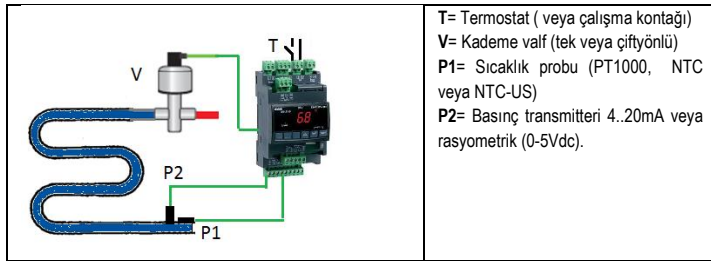 T
V
68
P2
P1
T= Termostat ( veya çalışma kontağı)
V= Kademe valf (tek veya çiftyönlü)
P1= Sıcaklık probu (PT1000, NTC
veya NTC-US)
P2= Basınç transmitteri 4..20mA veya
rasyometrik (0-5Vdc).